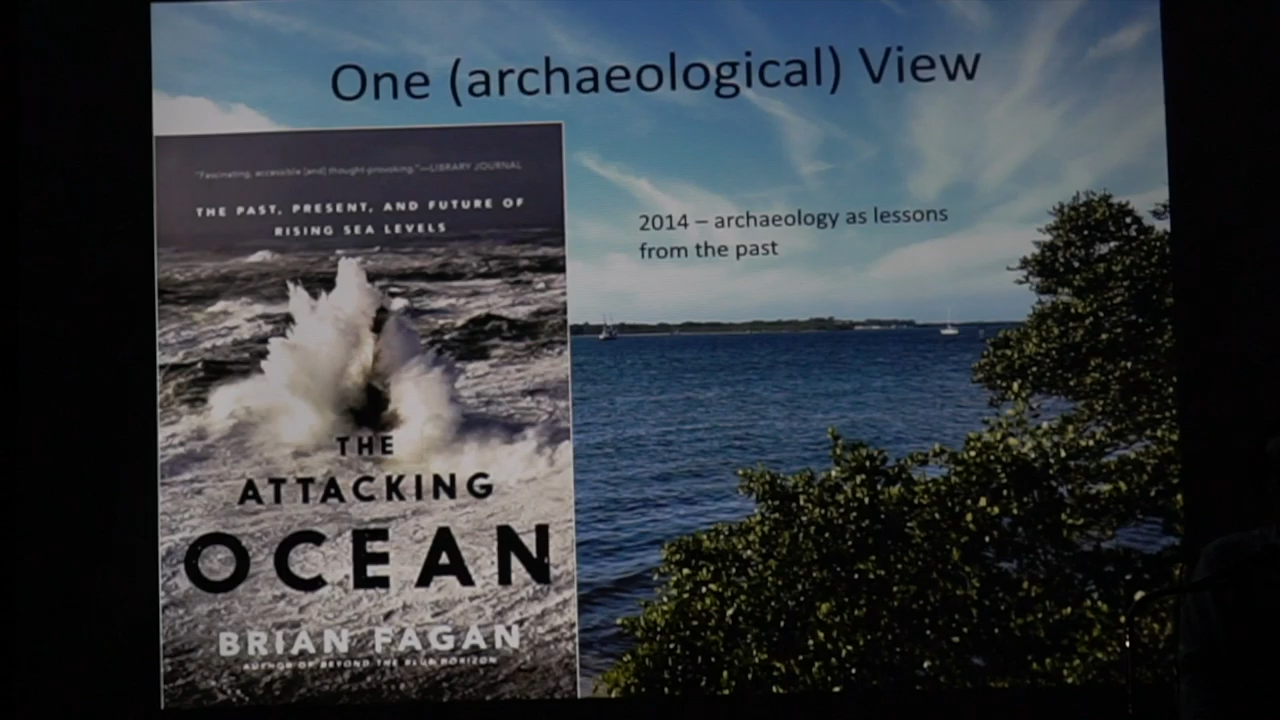 One (archaeological) View
"Fascinating, accessible [and] thought-provoking."—LIBRARY JOURNAL
THE PAST, PRESENT, AND FUTURE OF
RISING SEA LEVELS
THE
ATTACKING
OCEAN
BRIAN FAGAN
AUTHOR OF BEYOND THE BLUE HORIZON
2014 – archaeology as lessons
from the past